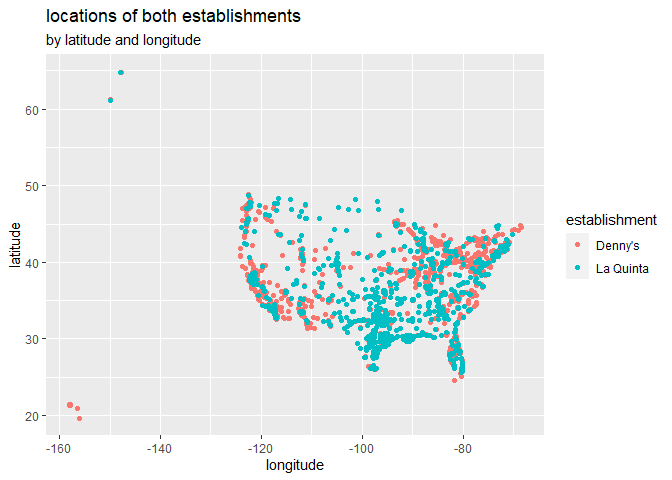 locations of both establishments
by latitude and longitude
60
50
40
30
20
latitude
-160
-140
-120
-100
-80
longitude
establishment
Denny's
La Quinta